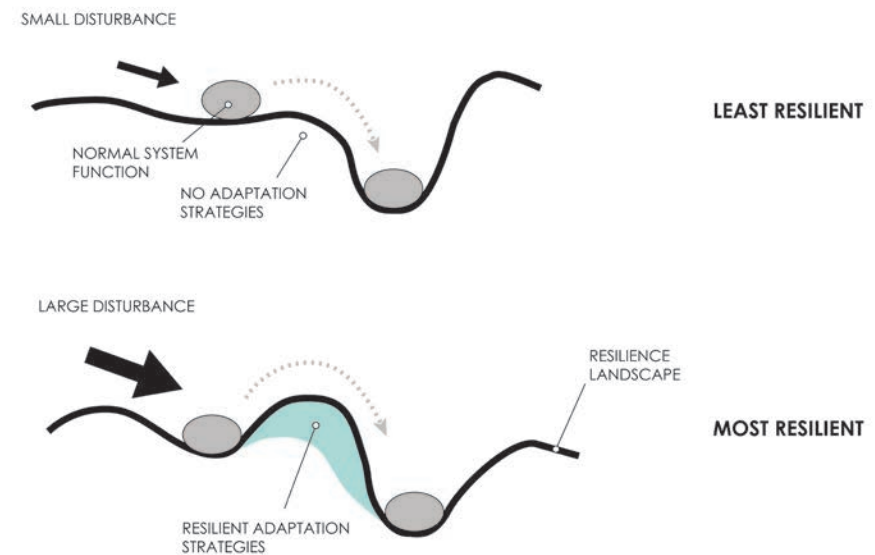 SMALL DISTURBANCE
LEAST RESILIENT
NORMAL SYSTEM
FUNCTION
NO ADAPTATION
STRATEGIES
LARGE DISTURBANCE
RESILIENCE
LANDSCAPE
MOST RESILIENT
RESILIENT ADAPTATION
STRATEGIES